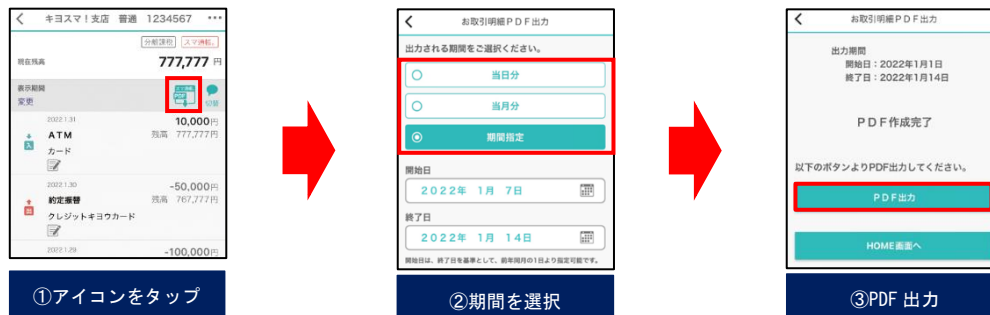 キヨスマ！支店 普通 1234567
分離課税 スマ通帳。
現在残高 777,777 円
表示期間
変更
PDF
切替
2022.1.31 10,000円
ATM 残高 777,777円
カード
2022.1.30 -50,000円
約定振替 残高 767,777円
クレジットキヨウカード
2022.1.29 -100,000円
①アイコンをタップ
お取引明細ＰＤＦ出力
出力される期間をご選択ください。
当日分
当月分
期間指定
開始日
2022年 1月 7日
終了日
2022年 1月 14日
開始日は、終了日を基準として、前年同月の1日より指定可能です。
②期間を選択
お取引明細ＰＤＦ出力
出力期間
開始日：2022年1月1日
終了日：2022年1月14日
ＰＤＦ作成完了
以下のボタンよりPDF出力してください。
ＰＤＦ出力
HOME画面へ
③PDF 出力